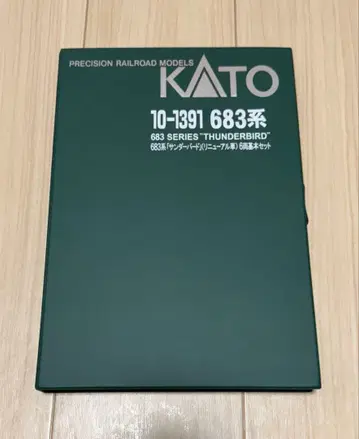 PRECISION RAILROAD MODELS
KATO
10-1391 683系
683 SERIES "THUNDERBIRD"
683系「サンダーバード」(リニューアル車) 6両基本セット